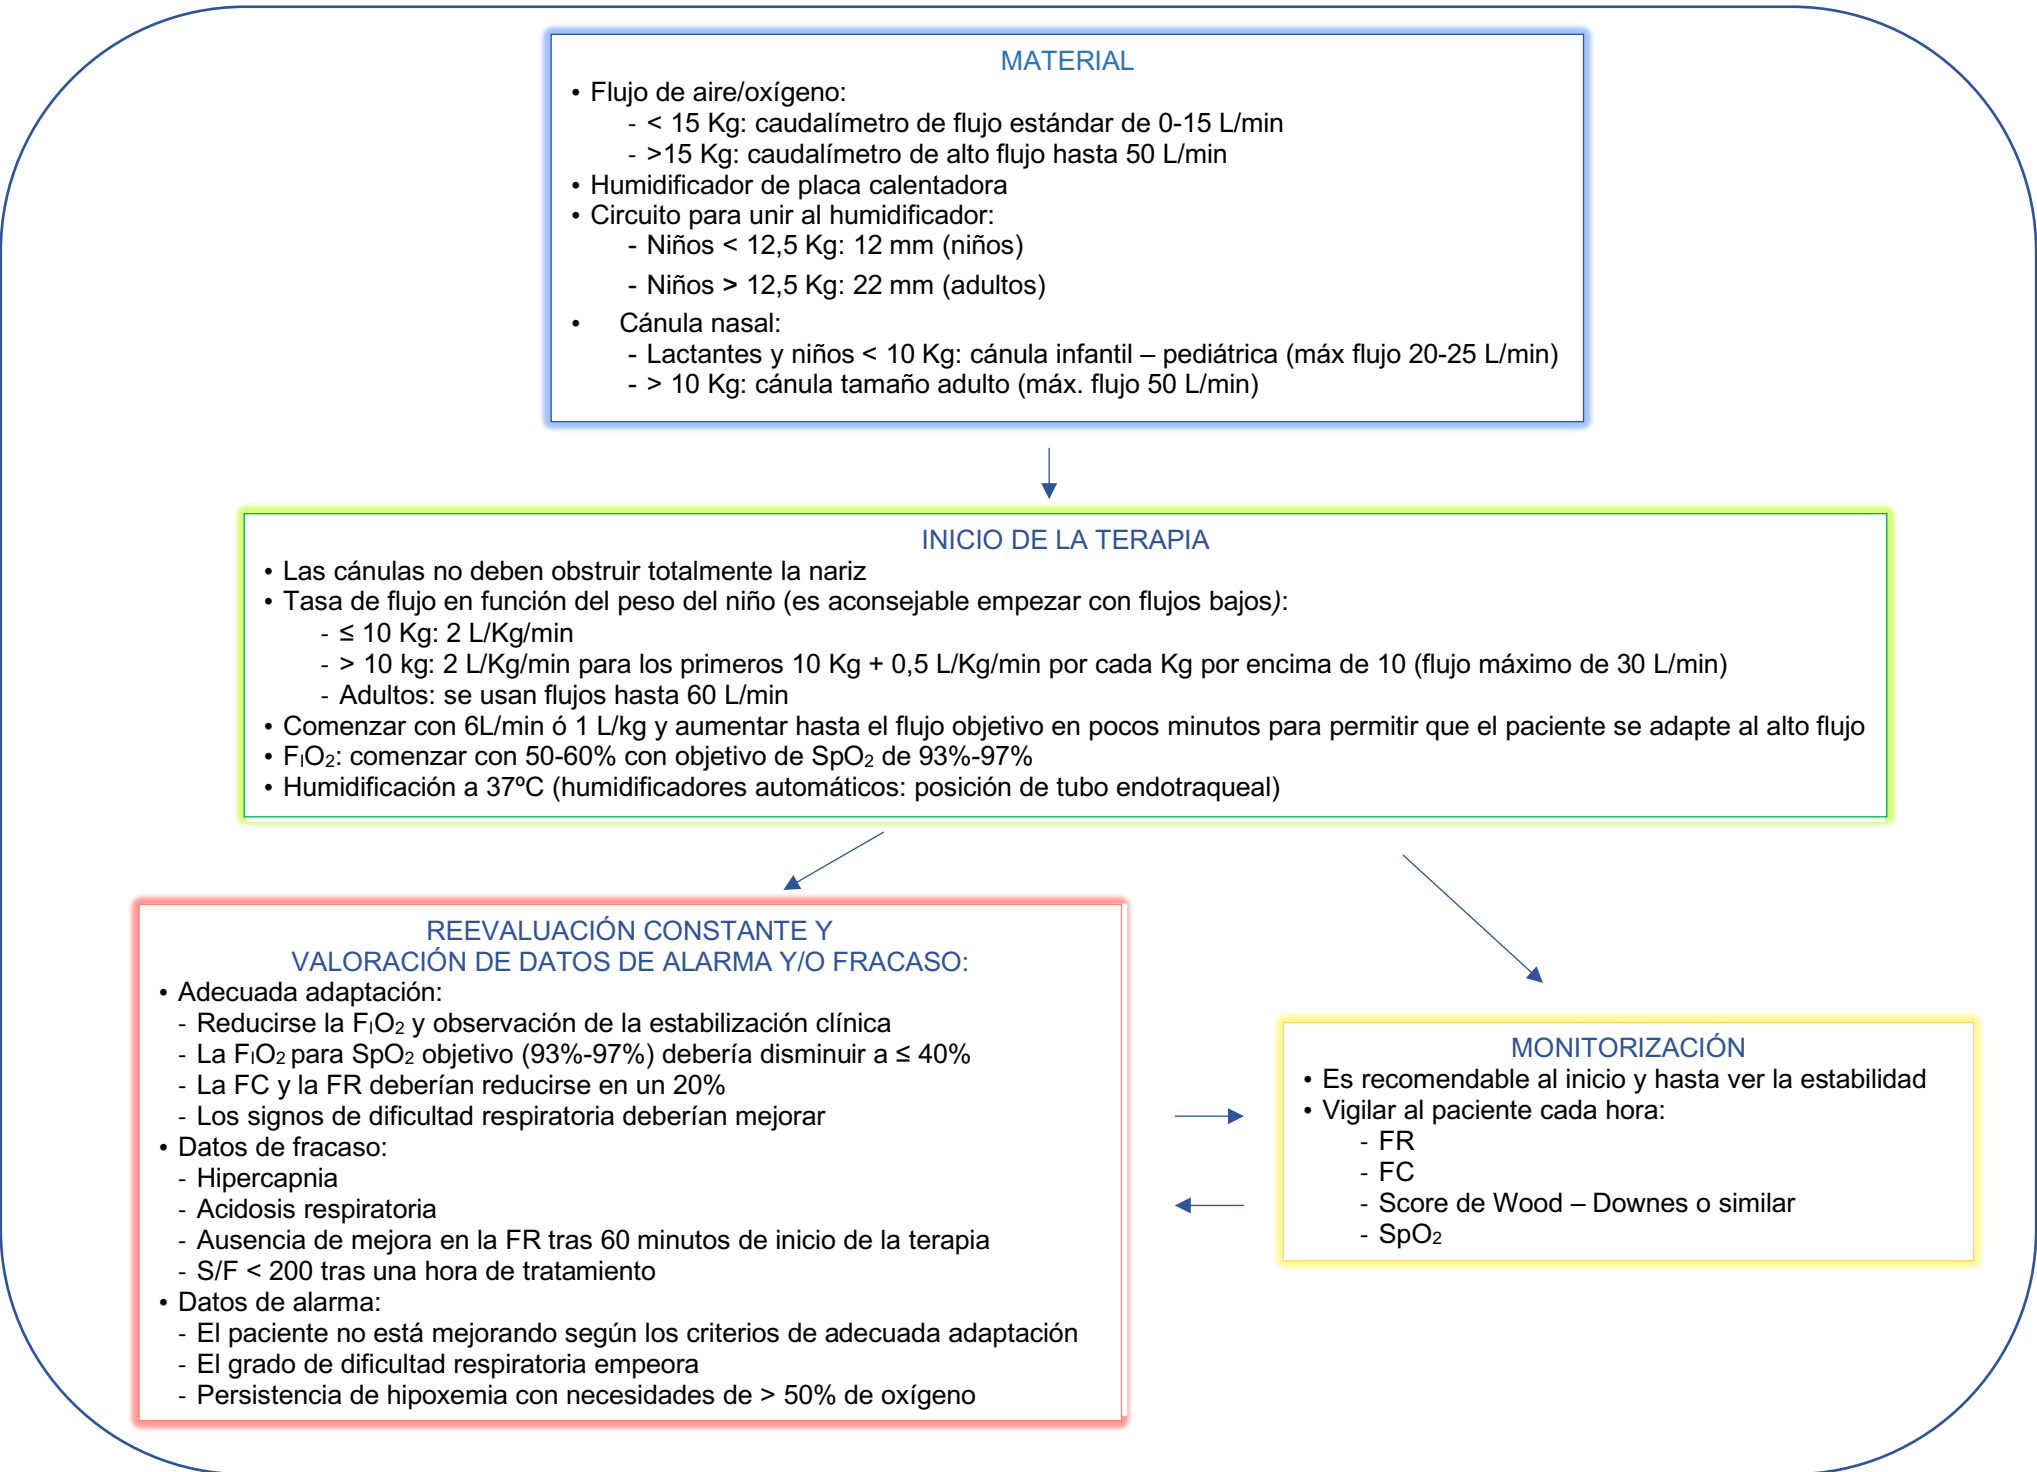 MATERIAL
• Flujo de aire/oxígeno:
- < 15 Kg: caudalímetro de flujo estándar de 0-15 L/min
- >15 Kg: caudalímetro de alto flujo hasta 50 L/min
• Humidificador de placa calentadora
• Circuito para unir al humidificador:
- Niños < 12,5 Kg: 12 mm (niños)
- Niños > 12,5 Kg: 22 mm (adultos)
• Cánula nasal:
- Lactantes y niños < 10 Kg: cánula infantil – pediátrica (máx flujo 20-25 L/min)
- > 10 Kg: cánula tamaño adulto (máx. flujo 50 L/min)
INICIO DE LA TERAPIA
• Las cánulas no deben obstruir totalmente la nariz
• Tasa de flujo en función del peso del niño (es aconsejable empezar con flujos bajos):
- ≤ 10 Kg: 2 L/Kg/min
- > 10 kg: 2 L/Kg/min para los primeros 10 Kg + 0,5 L/Kg/min por cada Kg por encima de 10 (flujo máximo de 30 L/min)
- Adultos: se usan flujos hasta 60 L/min
• Comenzar con 6L/min ó 1 L/kg y aumentar hasta el flujo objetivo en pocos minutos para permitir que el paciente se adapte al alto flujo
• FIO2: comenzar con 50-60% con objetivo de SpO2 de 93%-97%
• Humidificación a 37ºC (humidificadores automáticos: posición de tubo endotraqueal)
REEVALUACIÓN CONSTANTE Y
VALORACIÓN DE DATOS DE ALARMA Y/O FRACASO:
• Adecuada adaptación:
- Reducirse la FIO2 y observación de la estabilización clínica
- La FIO2 para SpO2 objetivo (93%-97%) debería disminuir a ≤ 40%
- La FC y la FR deberían reducirse en un 20%
- Los signos de dificultad respiratoria deberían mejorar
• Datos de fracaso:
- Hipercapnia
- Acidosis respiratoria
- Ausencia de mejora en la FR tras 60 minutos de inicio de la terapia
- S/F < 200 tras una hora de tratamiento
• Datos de alarma:
- El paciente no está mejorando según los criterios de adecuada adaptación
- El grado de dificultad respiratoria empeora
- Persistencia de hipoxemia con necesidades de > 50% de oxígeno
MONITORIZACIÓN
• Es recomendable al inicio y hasta ver la estabilidad
• Vigilar al paciente cada hora:
- FR
- FC
- Score de Wood – Downes o similar
- SpO2